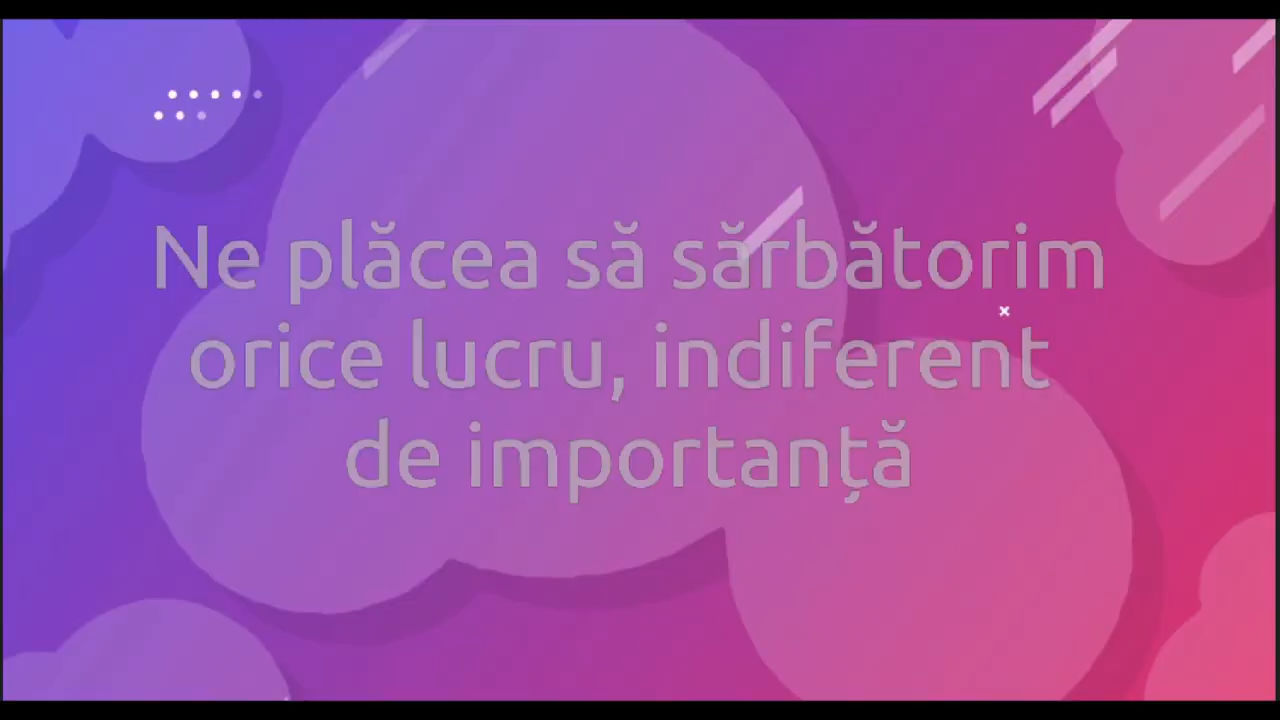 Ne plăcea să sărbătorim
orice lucru, indiferent
de importanță